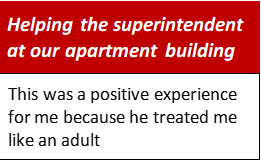 Helping the superintendent
at our apartment building
This was a positive experience
for me because he treated me
like an adult